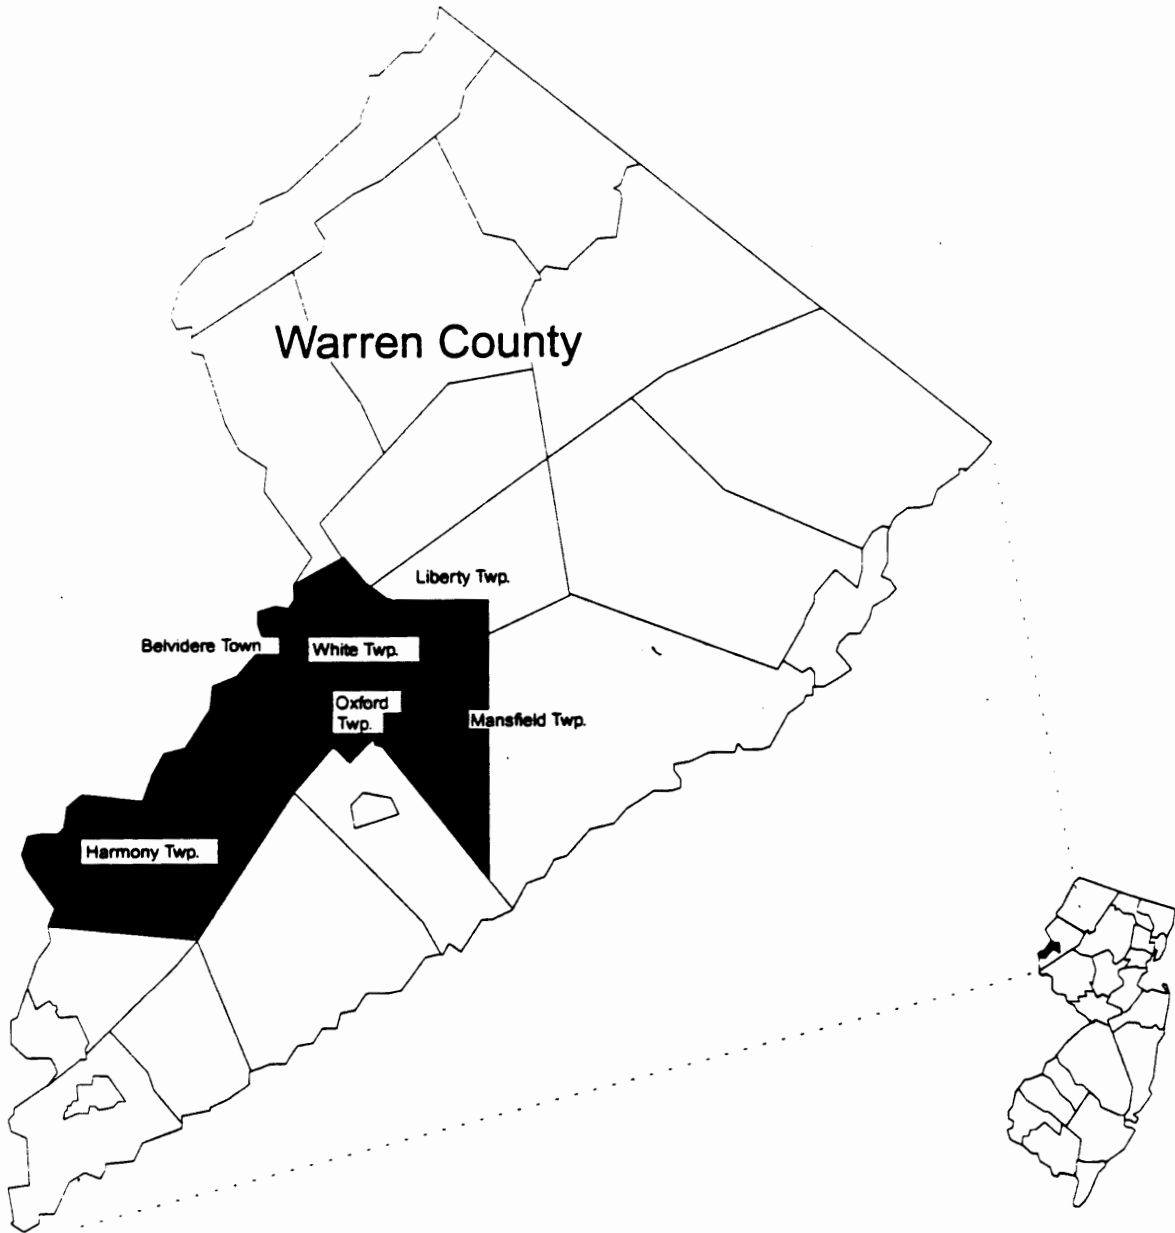 Warren County
Liberty Twp.
Belvidere Town
White Twp.
Oxford
Twp.
Mansfield Twp.
Harmony Twp.